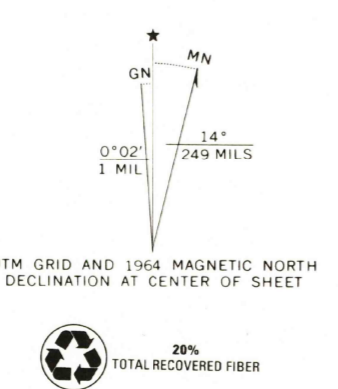 ★
MN
GN
0°02'
1 MIL
14°
249 MILS
TM GRID AND 1964 MAGNETIC NORTH
DECLINATION AT CENTER OF SHEET
20%
TOTAL RECOVERED FIBER